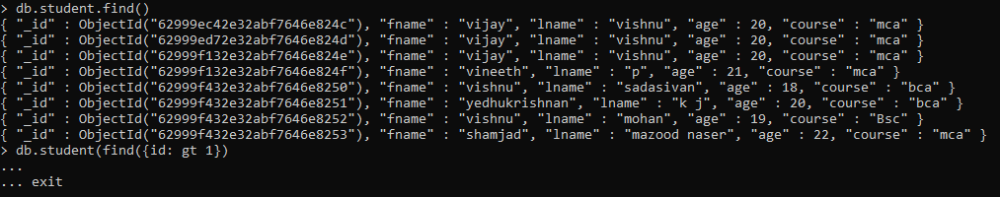 > db.student.find()
{ "_id" : ObjectId("62999ec42e32abf7646e824c"), "fname" : "vijay", "lname" : "vishnu", "age" : 20, "course" : "mca" }
{ "_id" : ObjectId("62999ed72e32abf7646e824d"), "fname" : "vijay", "lname" : "vishnu", "age" : 20, "course" : "mca" }
{ "_id" : ObjectId("62999f132e32abf7646e824e"), "fname" : "vijay", "lname" : "vishnu", "age" : 20, "course" : "mca" }
{ "_id" : ObjectId("62999f132e32abf7646e824f"), "fname" : "vineeth", "lname" : "p", "age" : 21, "course" : "mca" }
{ "_id" : ObjectId("62999f432e32abf7646e8250"), "fname" : "vishnu", "lname" : "sadasivan", "age" : 18, "course" : "bca" }
{ "_id" : ObjectId("62999f432e32abf7646e8251"), "fname" : "yedhukrishnan", "lname" : "k j", "age" : 20, "course" : "bca" }
{ "_id" : ObjectId("62999f432e32abf7646e8252"), "fname" : "vishnu", "lname" : "mohan", "age" : 19, "course" : "Bsc" }
{ "_id" : ObjectId("62999f432e32abf7646e8253"), "fname" : "shamjad", "lname" : "mazood naser", "age" : 22, "course" : "mca" }
> db.student(find({id: gt 1})
...
... exit